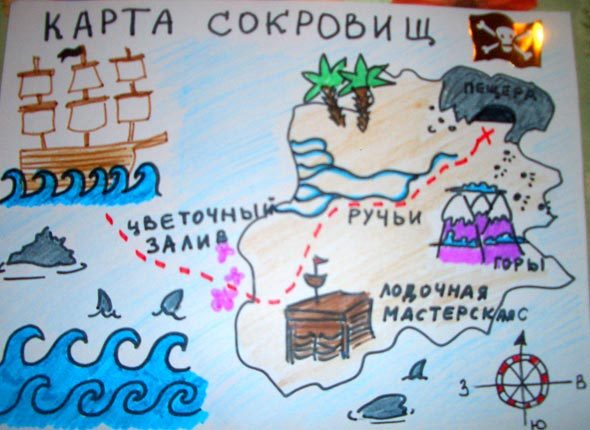 КАРТА СОКРОВИЩ
ПЕЩЕРА
ЦВЕТОЧНЫЙ
ЗАЛИВ
РУЧЬИ
ГОРЫ
ЛОДОЧНАЯ
МАСТЕРСКАЯ
С
З
В
Ю